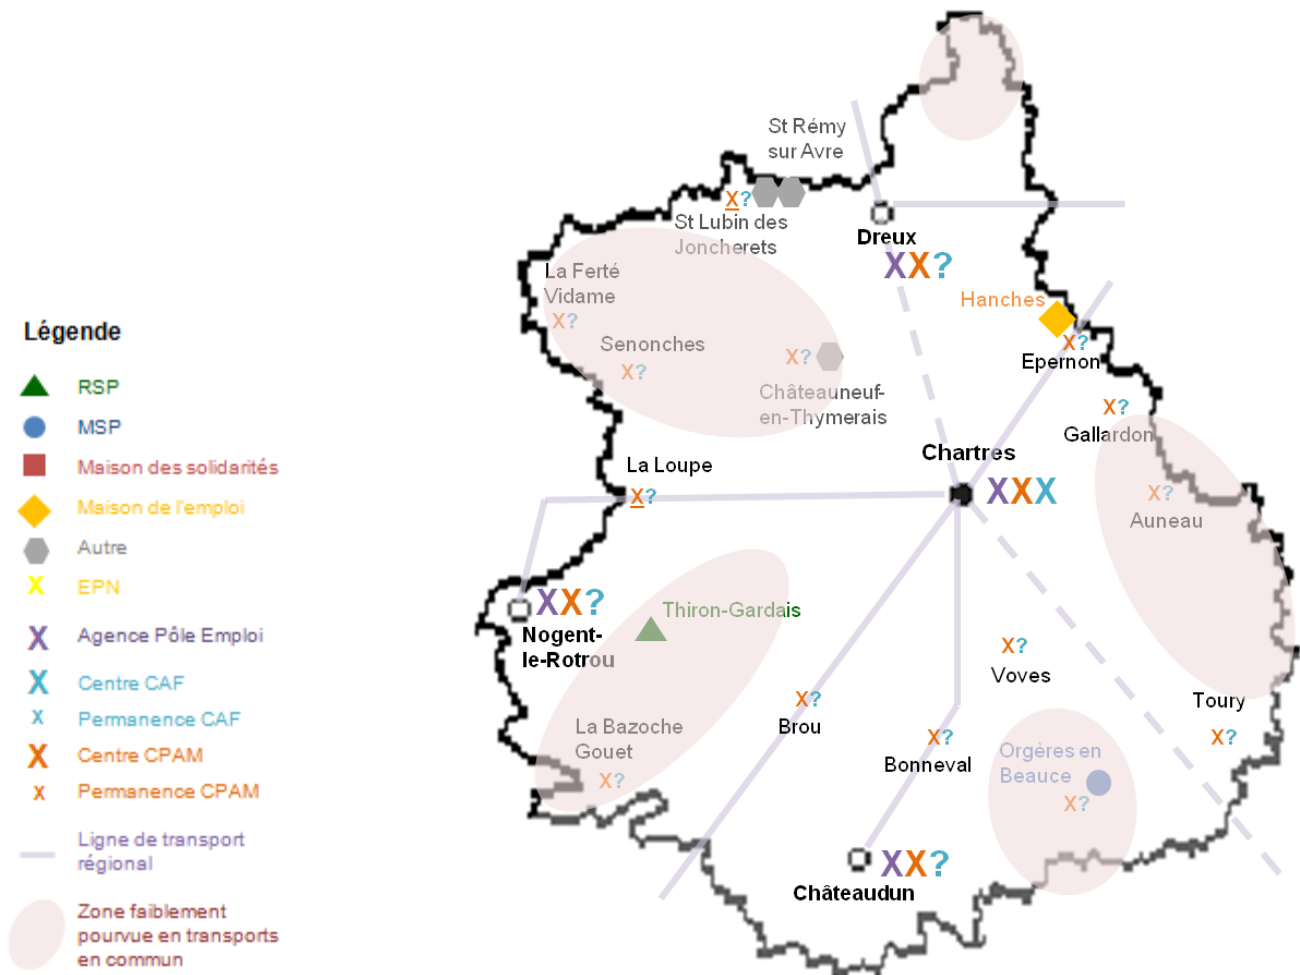 Légende
RSP
MSP
Maison des solidarités
Maison de l'emploi
Autre
X EPN
X Agence Pôle Emploi
X Centre CAF
X Permanence CAF
X Centre CPAM
X Permanence CPAM
Ligne de transport
régional
Zone faiblement
pourvue en transports
en commun
St Rémy
sur Avre
X?
St Lubin des
Joncherets
Dreux
XX?
La Ferté
Vidame
X?
Senonches
X?
X?
Châteauneuf-
en-Thymerais
Hanches
X?
Epernon
X?
Gallardon
Chartres
XXX
La Loupe
X?
X?
Auneau
XX?
Nogent-
le-Rotrou
Thiron-Gardais
X?
Voves
La Bazoche
Gouet
X?
X?
Brou
X?
Bonneval
Toury
X?
Orgères en
Beauce
X?
XX?
Châteaudun